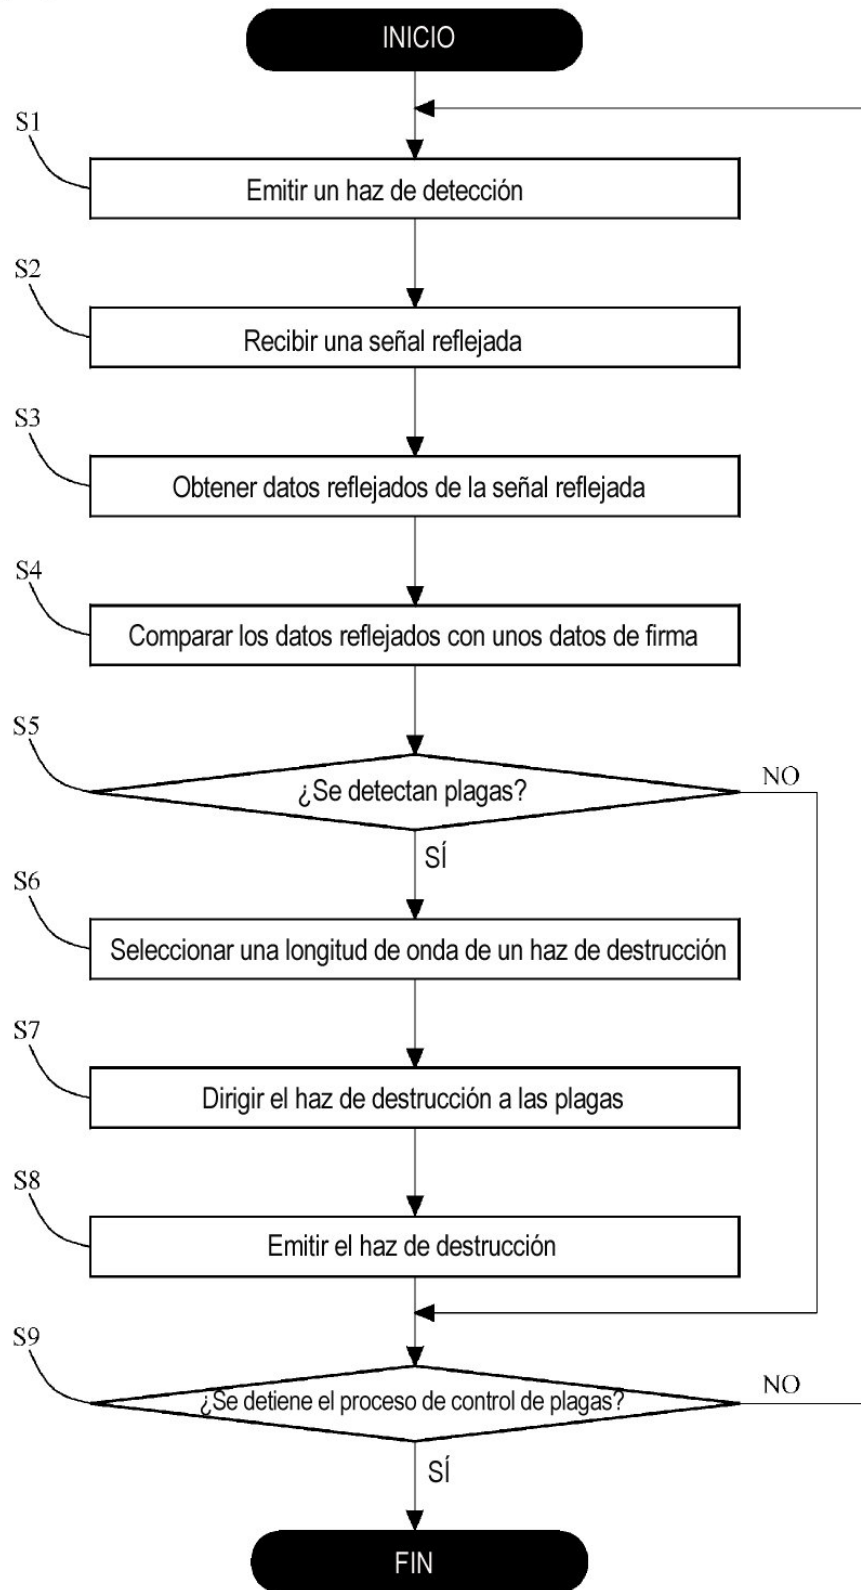 INICIO
S1
Emitir un haz de detección
S2
Recibir una señal reflejada
S3
Obtener datos reflejados de la señal reflejada
S4
Comparar los datos reflejados con unos datos de firma
S5
¿Se detectan plagas?
NO
SÍ
S6
Seleccionar una longitud de onda de un haz de destrucción
S7
Dirigir el haz de destrucción a las plagas
S8
Emitir el haz de destrucción
S9
¿Se detiene el proceso de control de plagas?
NO
SÍ
FIN